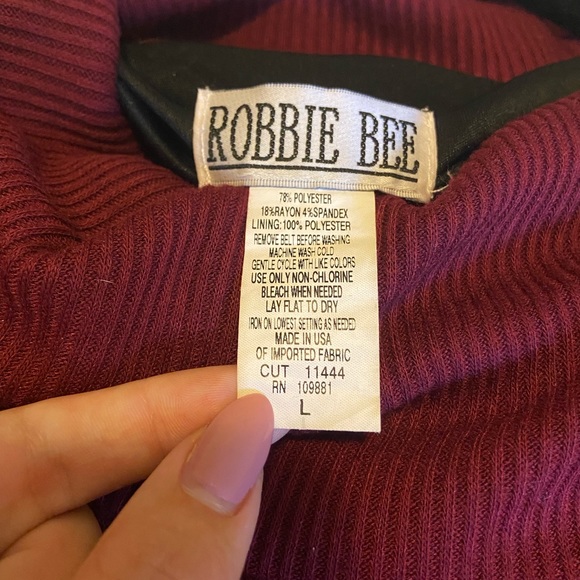 ROBBIE BEE
78% POLYESTER
18%RAYON 4%SPANDEX
LINING:100% POLYESTER
REMOVE BELT BEFORE WASHING
MACHINE WASH COLD
GENTLE CYCLE WITH LIKE COLORS
USE ONLY NON-CHLORINE
BLEACH WHEN NEEDED
LAY FLAT TO DRY
IRON ON LOWEST SETTING AS NEEDED
MADE IN USA
OF IMPORTED FABRIC
CUT 11444
RN 109881
L